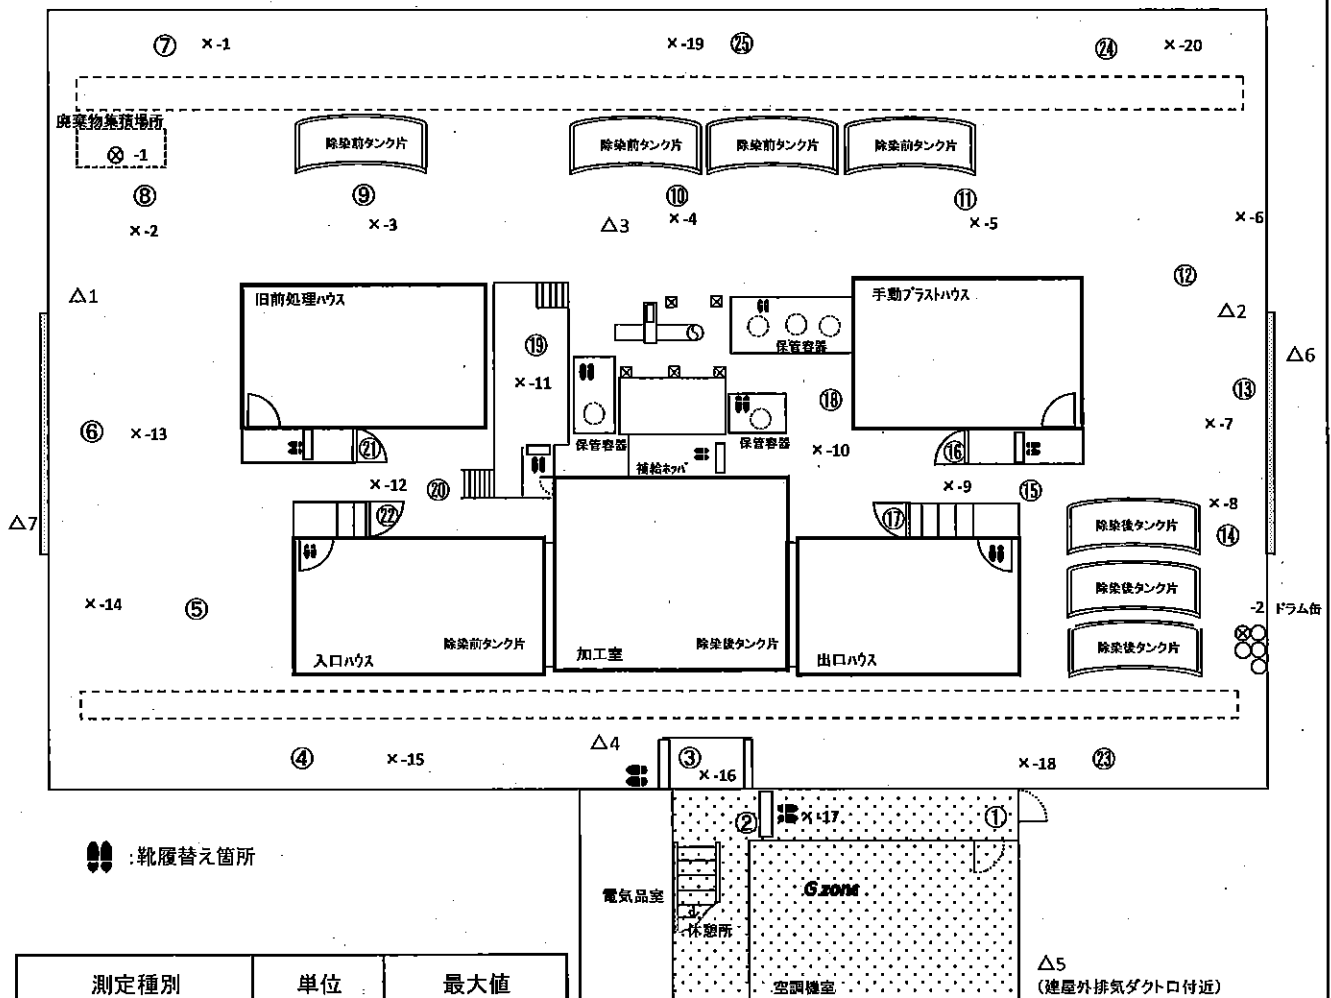 ⑦ ×-1 ×-19 ㉕ ㉔ ×-20
廃棄物集積場所
⊗ -1
除染前タンク片 除染前タンク片 除染前タンク片 除染前タンク片
⑧ ⑨ ⑩ ⑪
×-2 ×-3 △3 ×-4 ×-5 ×-6
⑫
△1 旧前処理ハウス 手動ブラストハウス △2
保管容器
⑲ △6
×-11 ⑱ ⑬
⑥ ×-13 ×-7
保管容器 保管容器
㉑ ×-10 ⑯
補給ホッパ
×-12 ⑳ ×-9 ⑮
×-8
△7 ㉒ ⑰ 除染後タンク片 ⑭
除染後タンク片
×-14 ⑤ -2 ドラム缶
除染前タンク片 除染後タンク片 除染後タンク片
入口ハウス 加工室 出口ハウス
④ ×-15 △4 ③ ×-16 ×-18 ㉓
② ×-17 ①
:靴履替え箇所
電気品室 G zone
休憩所
△5
空調機室 (建屋外排気ダクト口付近)
測定種別 単位 最大値